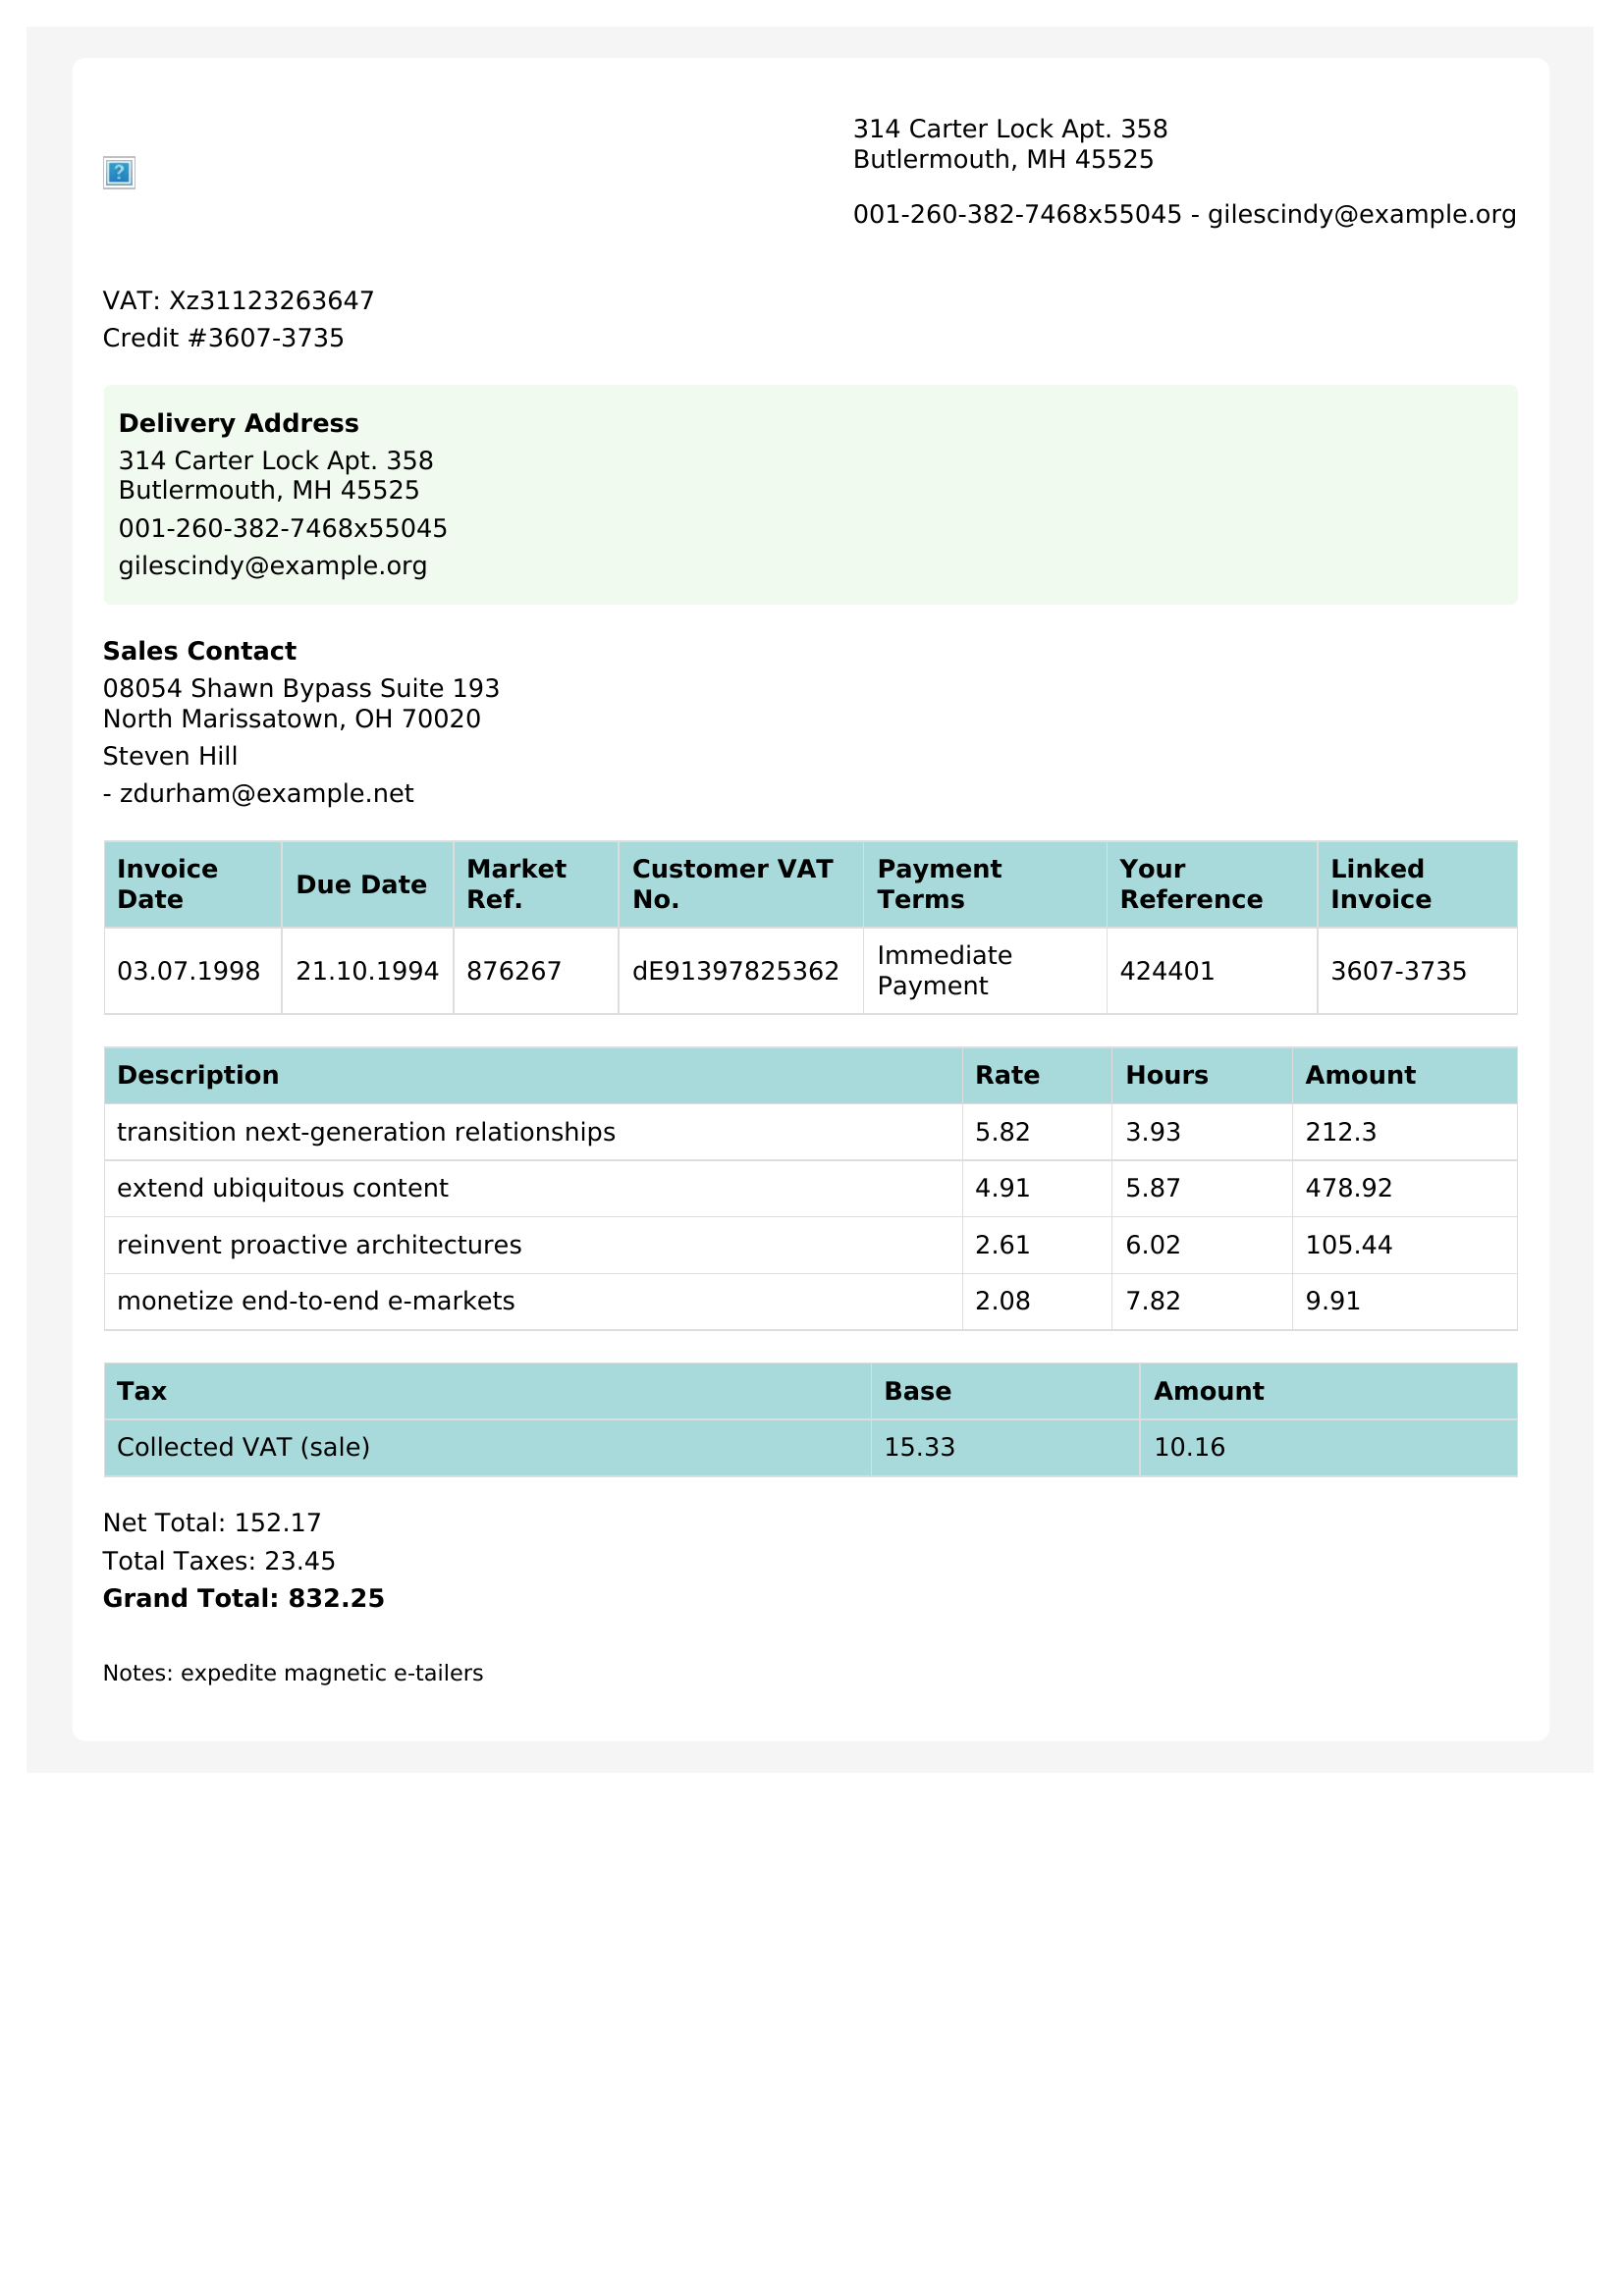 314 Carter Lock Apt. 358
Butlermouth, MH 45525
001-260-382-7468x55045 - gilescindy@example.org
VAT: Xz31123263647
Credit #3607-3735
Delivery Address
314 Carter Lock Apt. 358
Butlermouth, MH 45525
001-260-382-7468x55045
gilescindy@example.org
Sales Contact
08054 Shawn Bypass Suite 193
North Marissatown, OH 70020
Steven Hill
- zdurham@example.net
Invoice Date Due Date Market Ref. Customer VAT No. Payment Terms Your Reference Linked Invoice
03.07.1998 21.10.1994 876267 dE91397825362 Immediate Payment 424401 3607-3735
Description Rate Hours Amount
transition next-generation relationships 5.82 3.93 212.3
extend ubiquitous content 4.91 5.87 478.92
reinvent proactive architectures 2.61 6.02 105.44
monetize end-to-end e-markets 2.08 7.82 9.91
Tax Base Amount
Collected VAT (sale) 15.33 10.16
Net Total: 152.17
Total Taxes: 23.45
Grand Total: 832.25
Notes: expedite magnetic e-tailers